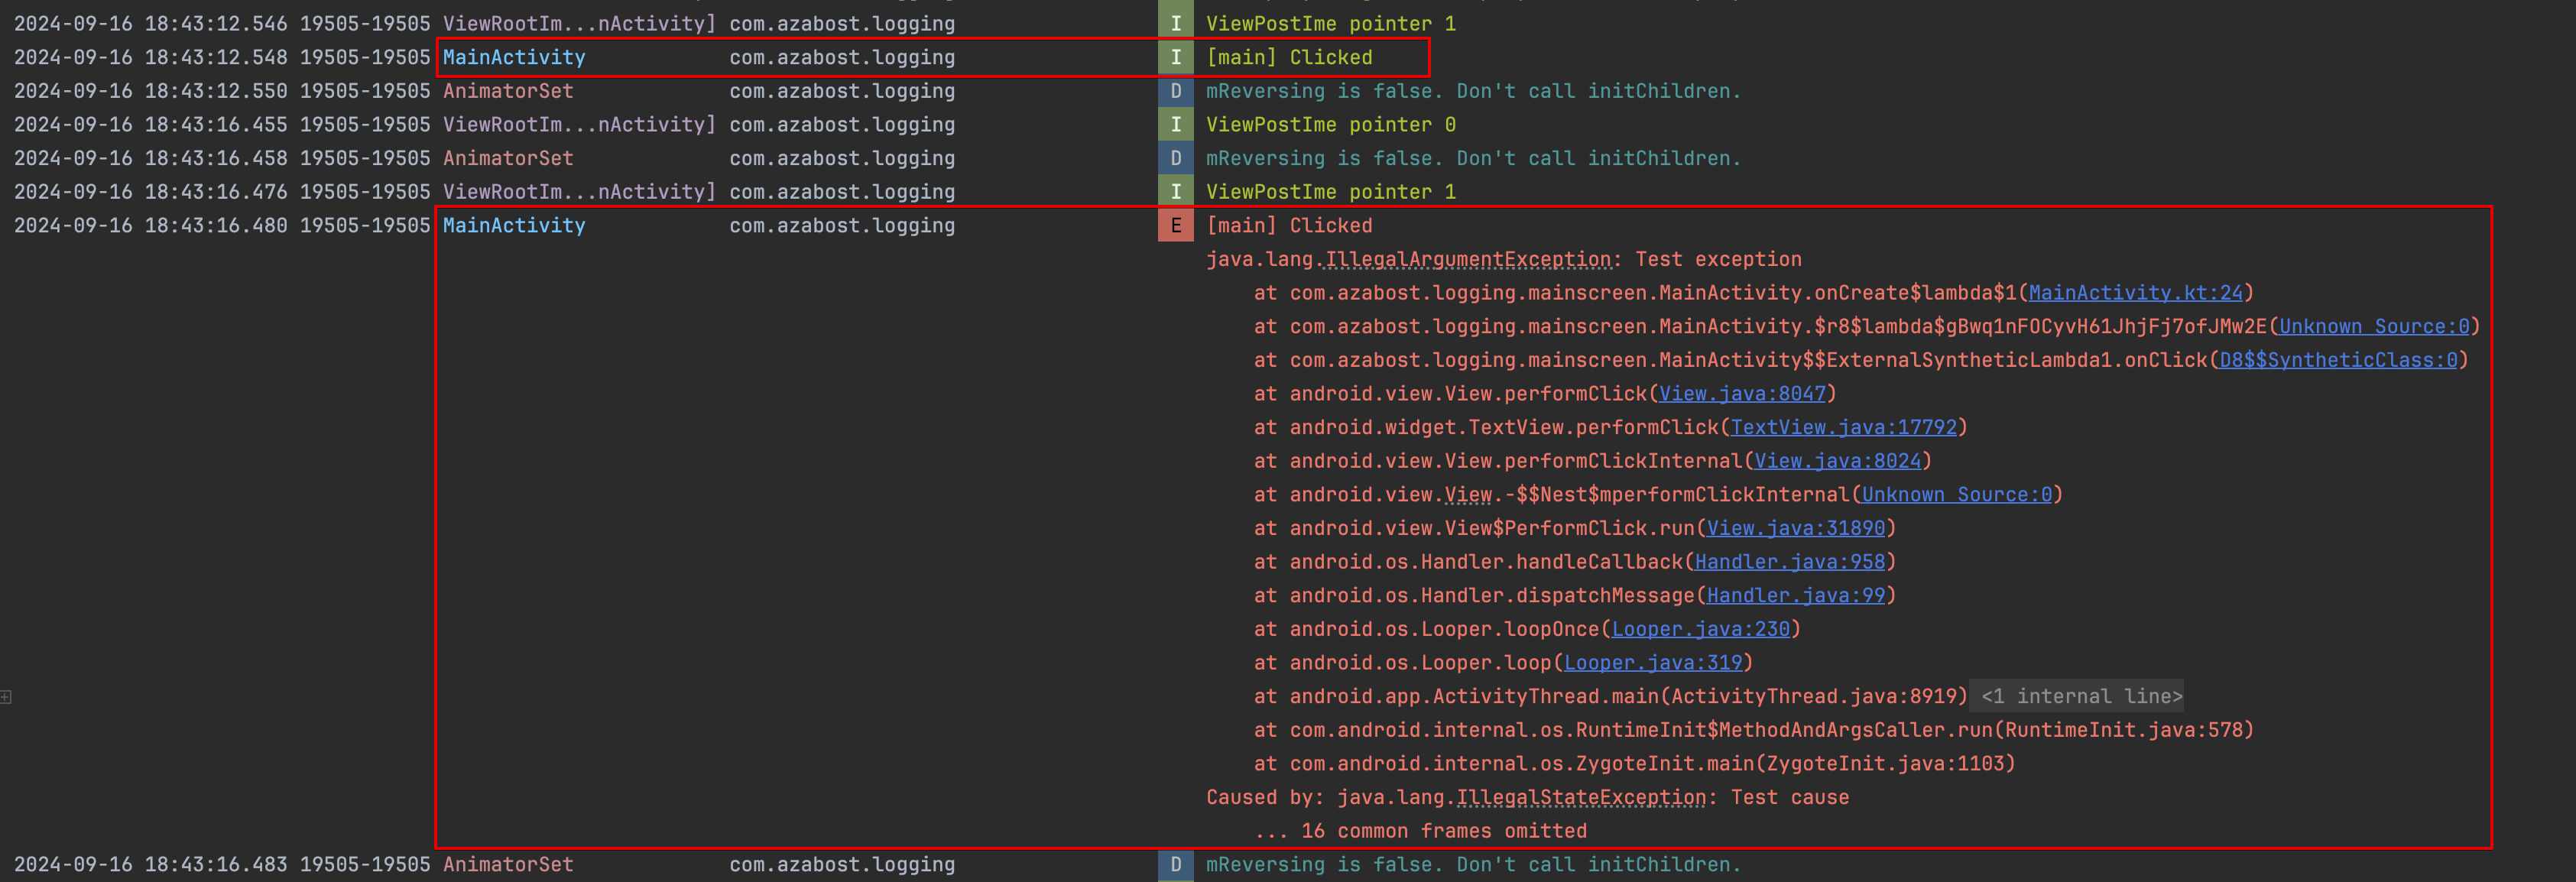 2024-09-16 18:43:12.546 19505-19505 ViewRootIm...nActivity] com.azabost.logging I ViewPostIme pointer 1
2024-09-16 18:43:12.548 19505-19505 MainActivity com.azabost.logging I [main] Clicked
2024-09-16 18:43:12.550 19505-19505 AnimatorSet com.azabost.logging D mReversing is false. Don't call initChildren.
2024-09-16 18:43:16.455 19505-19505 ViewRootIm...nActivity] com.azabost.logging I ViewPostIme pointer 0
2024-09-16 18:43:16.458 19505-19505 AnimatorSet com.azabost.logging D mReversing is false. Don't call initChildren.
2024-09-16 18:43:16.476 19505-19505 ViewRootIm...nActivity] com.azabost.logging I ViewPostIme pointer 1
2024-09-16 18:43:16.480 19505-19505 MainActivity com.azabost.logging E [main] Clicked
java.lang.IllegalArgumentException: Test exception
at com.azabost.logging.mainscreen.MainActivity.onCreate$lambda$1(MainActivity.kt:24)
at com.azabost.logging.mainscreen.MainActivity.$r8$lambda$gBwq1nFOCyvH61JhjFj7ofJMw2E(Unknown Source:0)
at com.azabost.logging.mainscreen.MainActivity$$ExternalSyntheticLambda1.onClick(D8$$SyntheticClass:0)
at android.view.View.performClick(View.java:8047)
at android.widget.TextView.performClick(TextView.java:17792)
at android.view.View.performClickInternal(View.java:8024)
at android.view.View.-$$Nest$mperformClickInternal(Unknown Source:0)
at android.view.View$PerformClick.run(View.java:31890)
at android.os.Handler.handleCallback(Handler.java:958)
at android.os.Handler.dispatchMessage(Handler.java:99)
at android.os.Looper.loopOnce(Looper.java:230)
at android.os.Looper.loop(Looper.java:319)
at android.app.ActivityThread.main(ActivityThread.java:8919) <1 internal line>
at com.android.internal.os.RuntimeInit$MethodAndArgsCaller.run(RuntimeInit.java:578)
at com.android.internal.os.ZygoteInit.main(ZygoteInit.java:1103)
Caused by: java.lang.IllegalStateException: Test cause
... 16 common frames omitted
2024-09-16 18:43:16.483 19505-19505 AnimatorSet com.azabost.logging D mReversing is false. Don't call initChildren.